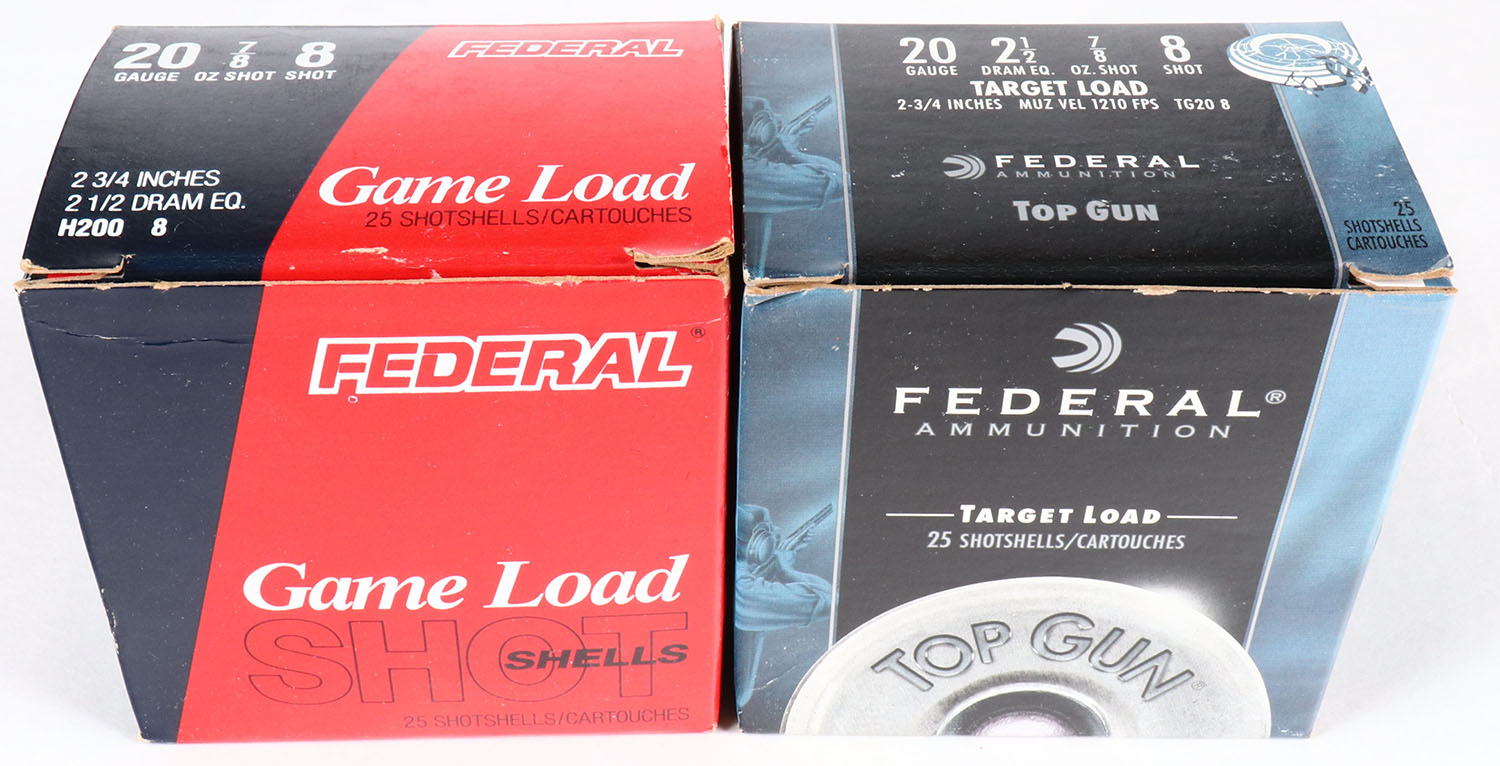 20 7/8 8
GAUGE OZ SHOT SHOT
FEDERAL
2 3/4 INCHES
2 1/2 DRAM EQ.
H200 8
Game Load
25 SHOTSHELLS/CARTOUCHES
FEDERAL®
Game Load
SHOT
SHELLS
25 SHOTSHELLS/CARTOUCHES
20 2 1/2 7/8 8
GAUGE DRAM EQ. OZ. SHOT SHOT
TARGET LOAD
2-3/4 INCHES MUZ VEL 1210 FPS TG20 8
FEDERAL
AMMUNITION
TOP GUN
25
SHOTSHELLS
CARTOUCHES
FEDERAL®
AMMUNITION
TARGET LOAD
25 SHOTSHELLS/CARTOUCHES
TOP GUN